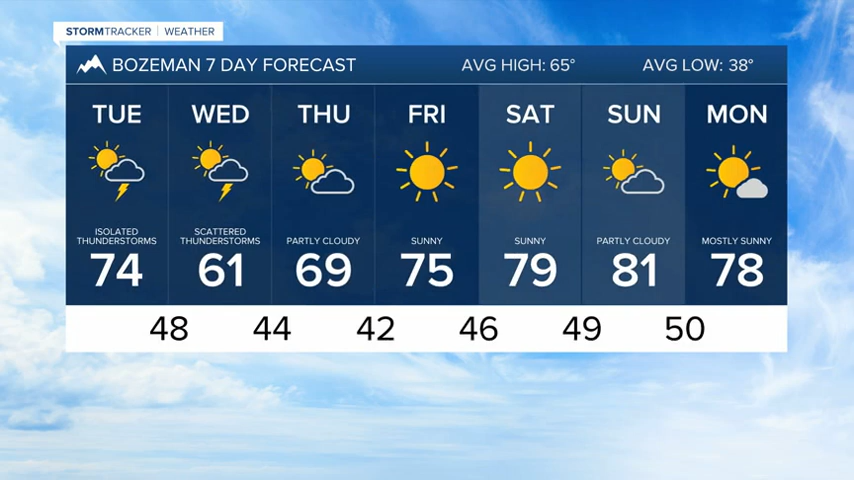 STORMTRACKER | WEATHER
BOZEMAN 7 DAY FORECAST AVG HIGH: 65° AVG LOW: 38°
TUE WED THU FRI SAT SUN MON
ISOLATED THUNDERSTORMS SCATTERED THUNDERSTORMS PARTLY CLOUDY SUNNY SUNNY PARTLY CLOUDY MOSTLY SUNNY
74 61 69 75 79 81 78
48 44 42 46 49 50